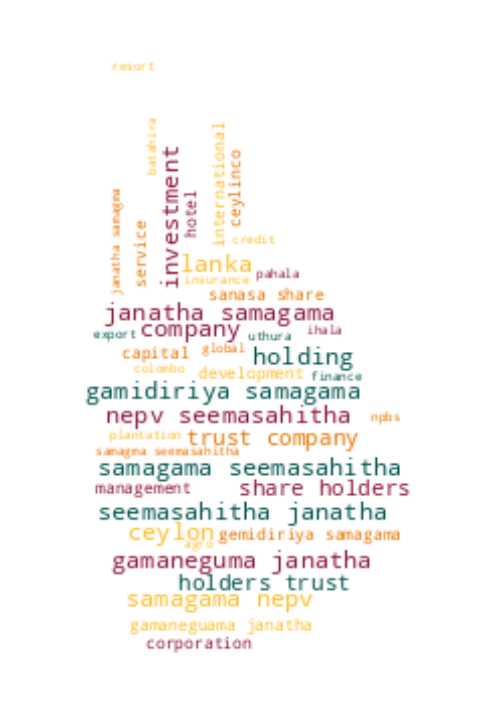 resort
batahira
international
investment
ceylinco
janatha samagma
hotel
service
credit
lanka
pahala
insurance
sanasa share
janatha samagama
export company uthura ihala
capital global holding
colombo development finance
gamidiriya samagama
nepv seemasahitha npbs
plantation trust company
samagma seemasahitha
samagama seemasahitha
management share holders
seemasahitha janatha
ceylon gemidiriya samagama
agro
gamaneguma janatha
holders trust
samagama nepv
gamaneguama janatha
corporation